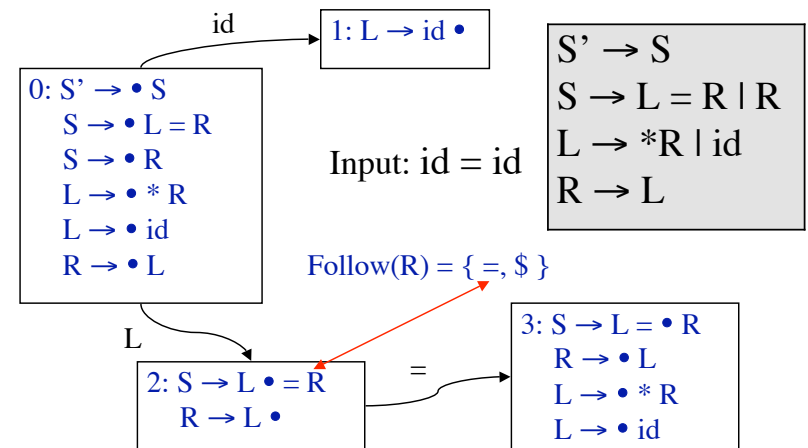 id
1: L → id •
0: S’ → • S
S → • L = R
S → • R
L → • * R
L → • id
R → • L
Input: id = id
S’ → S
S → L = R | R
L → *R | id
R → L
Follow(R) = { =, $ }
L
2: S → L • = R
R → L •
=
3: S → L = • R
R → • L
L → • * R
L → • id